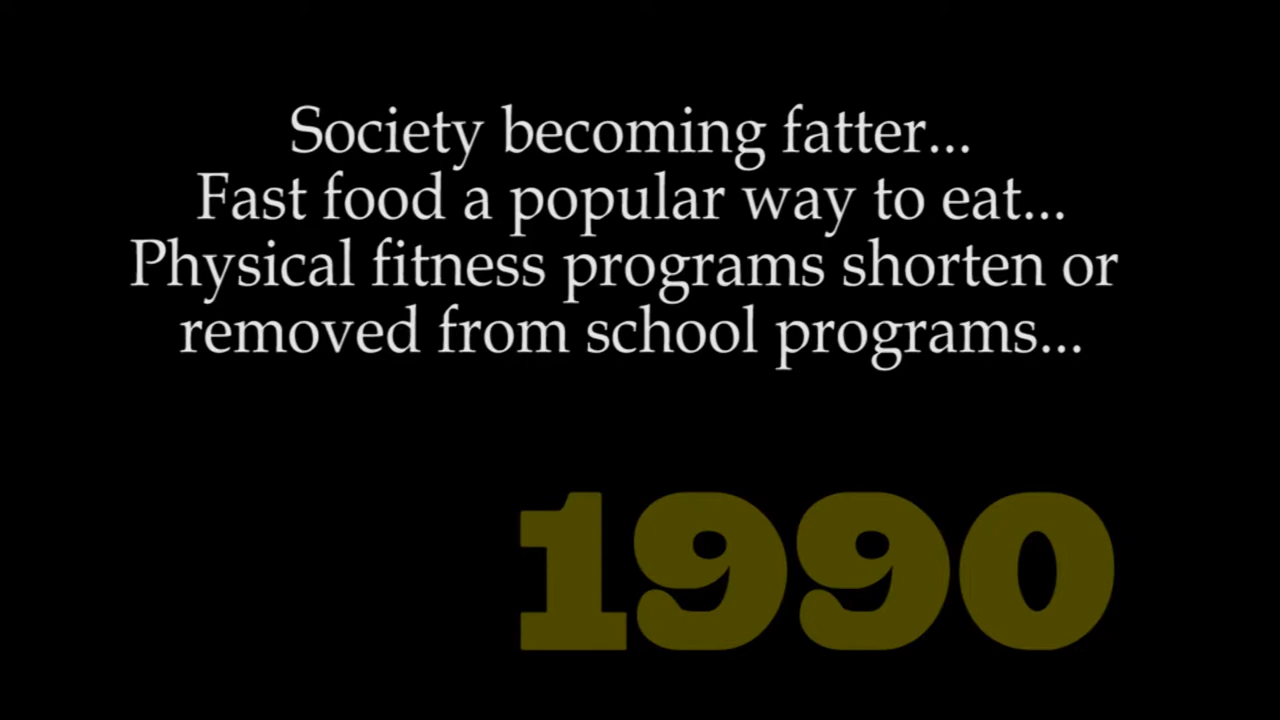 Society becoming fatter...
Fast food a popular way to eat...
Physical fitness programs shorten or
removed from school programs...
1990